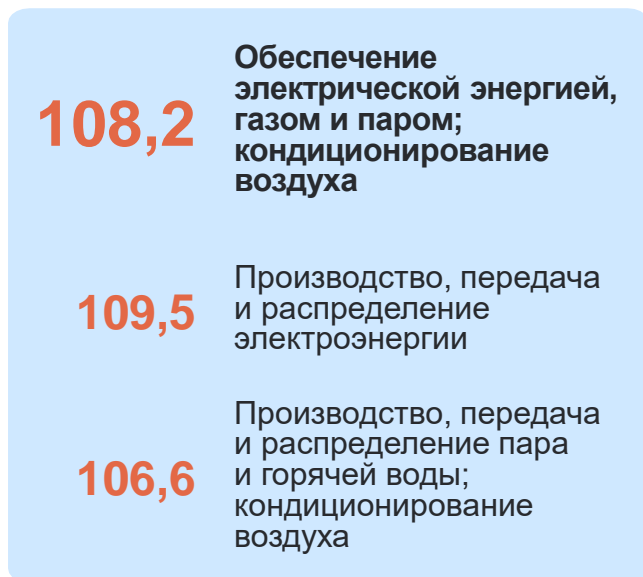 108,2
Обеспечение
электрической энергией,
газом и паром;
кондиционирование
воздуха
109,5
Производство, передача
и распределение
электроэнергии
106,6
Производство, передача
и распределение пара
и горячей воды;
кондиционирование
воздуха